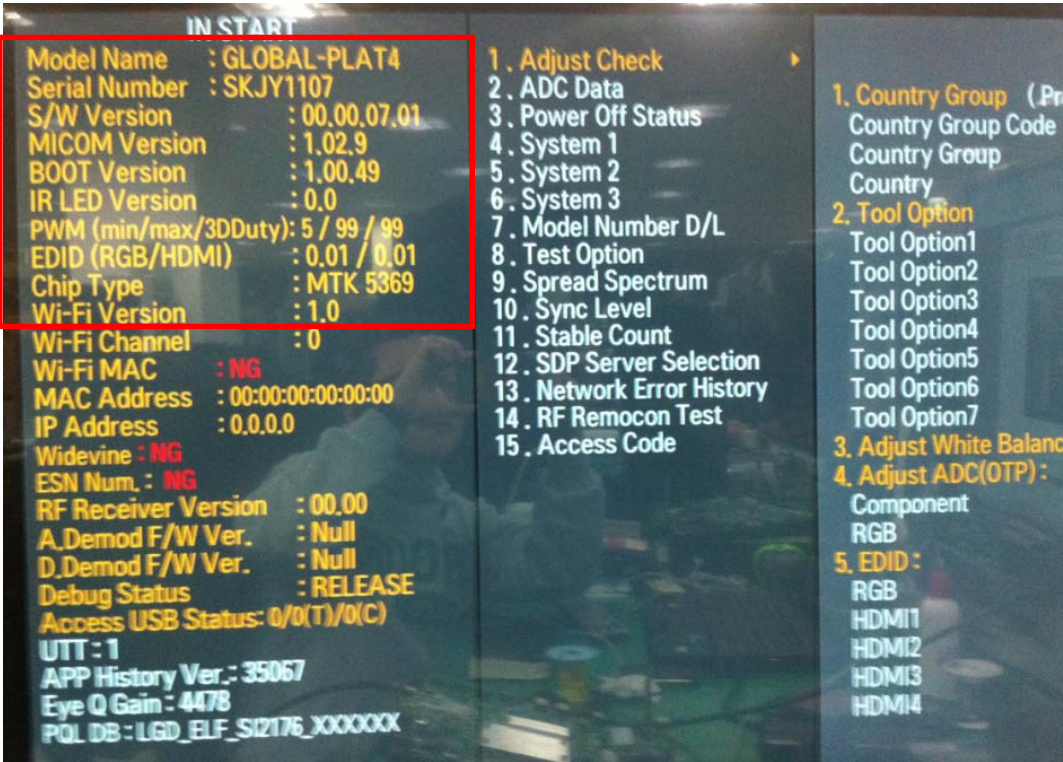 IN START
Model Name : GLOBAL-PLAT4
Serial Number : SKJY1107
S/W Version : 00.00.07.01
MICOM Version : 1.02.9
BOOT Version : 1.00.49
IR LED Version : 0.0
PWM (min/max/3DDuty): 5 / 99 / 99
EDID (RGB/HDMI) : 0.01 / 0.01
Chip Type : MTK 5369
Wi-Fi Version : 1.0
Wi-Fi Channel : 0
Wi-Fi MAC : NG
MAC Address : 00:00:00:00:00:00
IP Address : 0.0.0.0
Widevine : NG
ESN Num. : NG
RF Receiver Version : 00.00
A.Demod F/W Ver. : Null
D.Demod F/W Ver. : Null
Debug Status : RELEASE
Access USB Status: 0/0(T)/0(C)
UTT : 1
APP History Ver.: 35067
Eye Q Gain : 4478
PQL DB : LGD_ELF_SI2176_XXXXXX
1. Adjust Check
2. ADC Data
3. Power Off Status
4. System 1
5. System 2
6. System 3
7. Model Number D/L
8. Test Option
9. Spread Spectrum
10. Sync Level
11. Stable Count
12. SDP Server Selection
13. Network Error History
14. RF Remocon Test
15. Access Code
1. Country Group (Pr
Country Group Code
Country Group
Country
2. Tool Option
Tool Option1
Tool Option2
Tool Option3
Tool Option4
Tool Option5
Tool Option6
Tool Option7
3. Adjust White Balanc
4. Adjust ADC(OTP) :
Component
RGB
5. EDID :
RGB
HDMI1
HDMI2
HDMI3
HDMI4